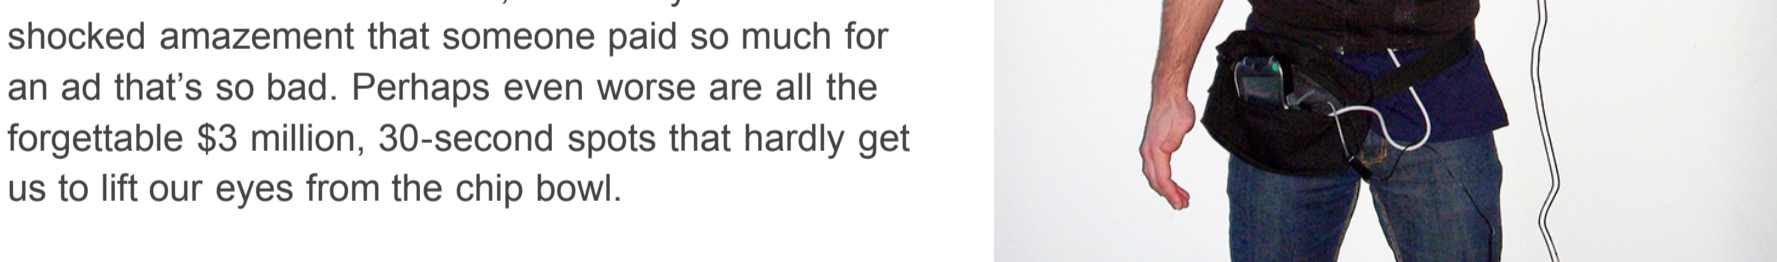 shocked amazement that someone paid so much for
an ad that’s so bad. Perhaps even worse are all the
forgettable $3 million, 30-second spots that hardly get
us to lift our eyes from the chip bowl.